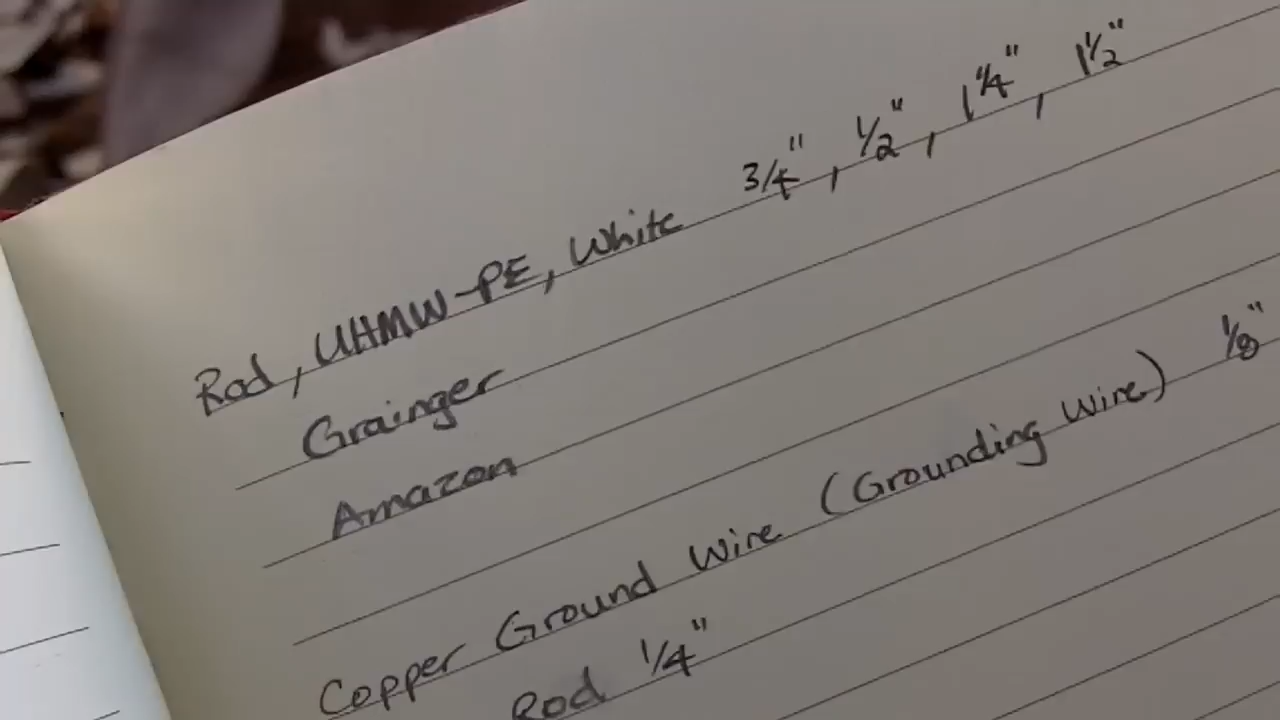 Rod, UHMW-PE, White 3/4", 1/2", 1 1/4", 1 1/2"
Grainger
Amazon
Copper Ground Wire (Grounding Wire) 1/8"
Rod 1/4"